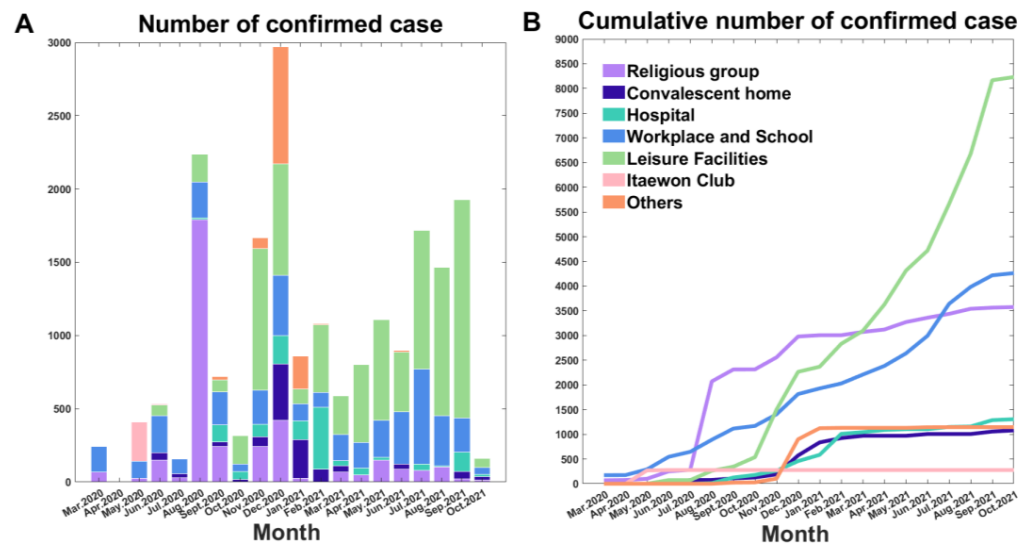 A
Number of confirmed case
3000
2500
2000
1500
1000
500
0
Mar.2020
Apr.2020
May.2020
Jun.2020
Jul.2020
Aug.2020
Sept.2020
Oct.2020
Nov.2020
Dec.2020
Jan.2021
Feb.2021
Mar.2021
Apr.2021
May.2021
Jun.2021
Jul.2021
Aug.2021
Sep.2021
Oct.2021
Month
B
Cumulative number of confirmed case
9000
8500
8000
7500
7000
6500
6000
5500
5000
4500
4000
3500
3000
2500
2000
1500
1000
500
0
Religious group
Convalescent home
Hospital
Workplace and School
Leisure Facilities
Itaewon Club
Others
Mar.2020
Apr.2020
May.2020
Jun.2020
Jul.2020
Aug.2020
Sept.2020
Oct.2020
Nov.2020
Dec.2020
Jan.2021
Feb.2021
Mar.2021
Apr.2021
May.2021
Jun.2021
Jul.2021
Aug.2021
Sep.2021
Oct.2021
Month